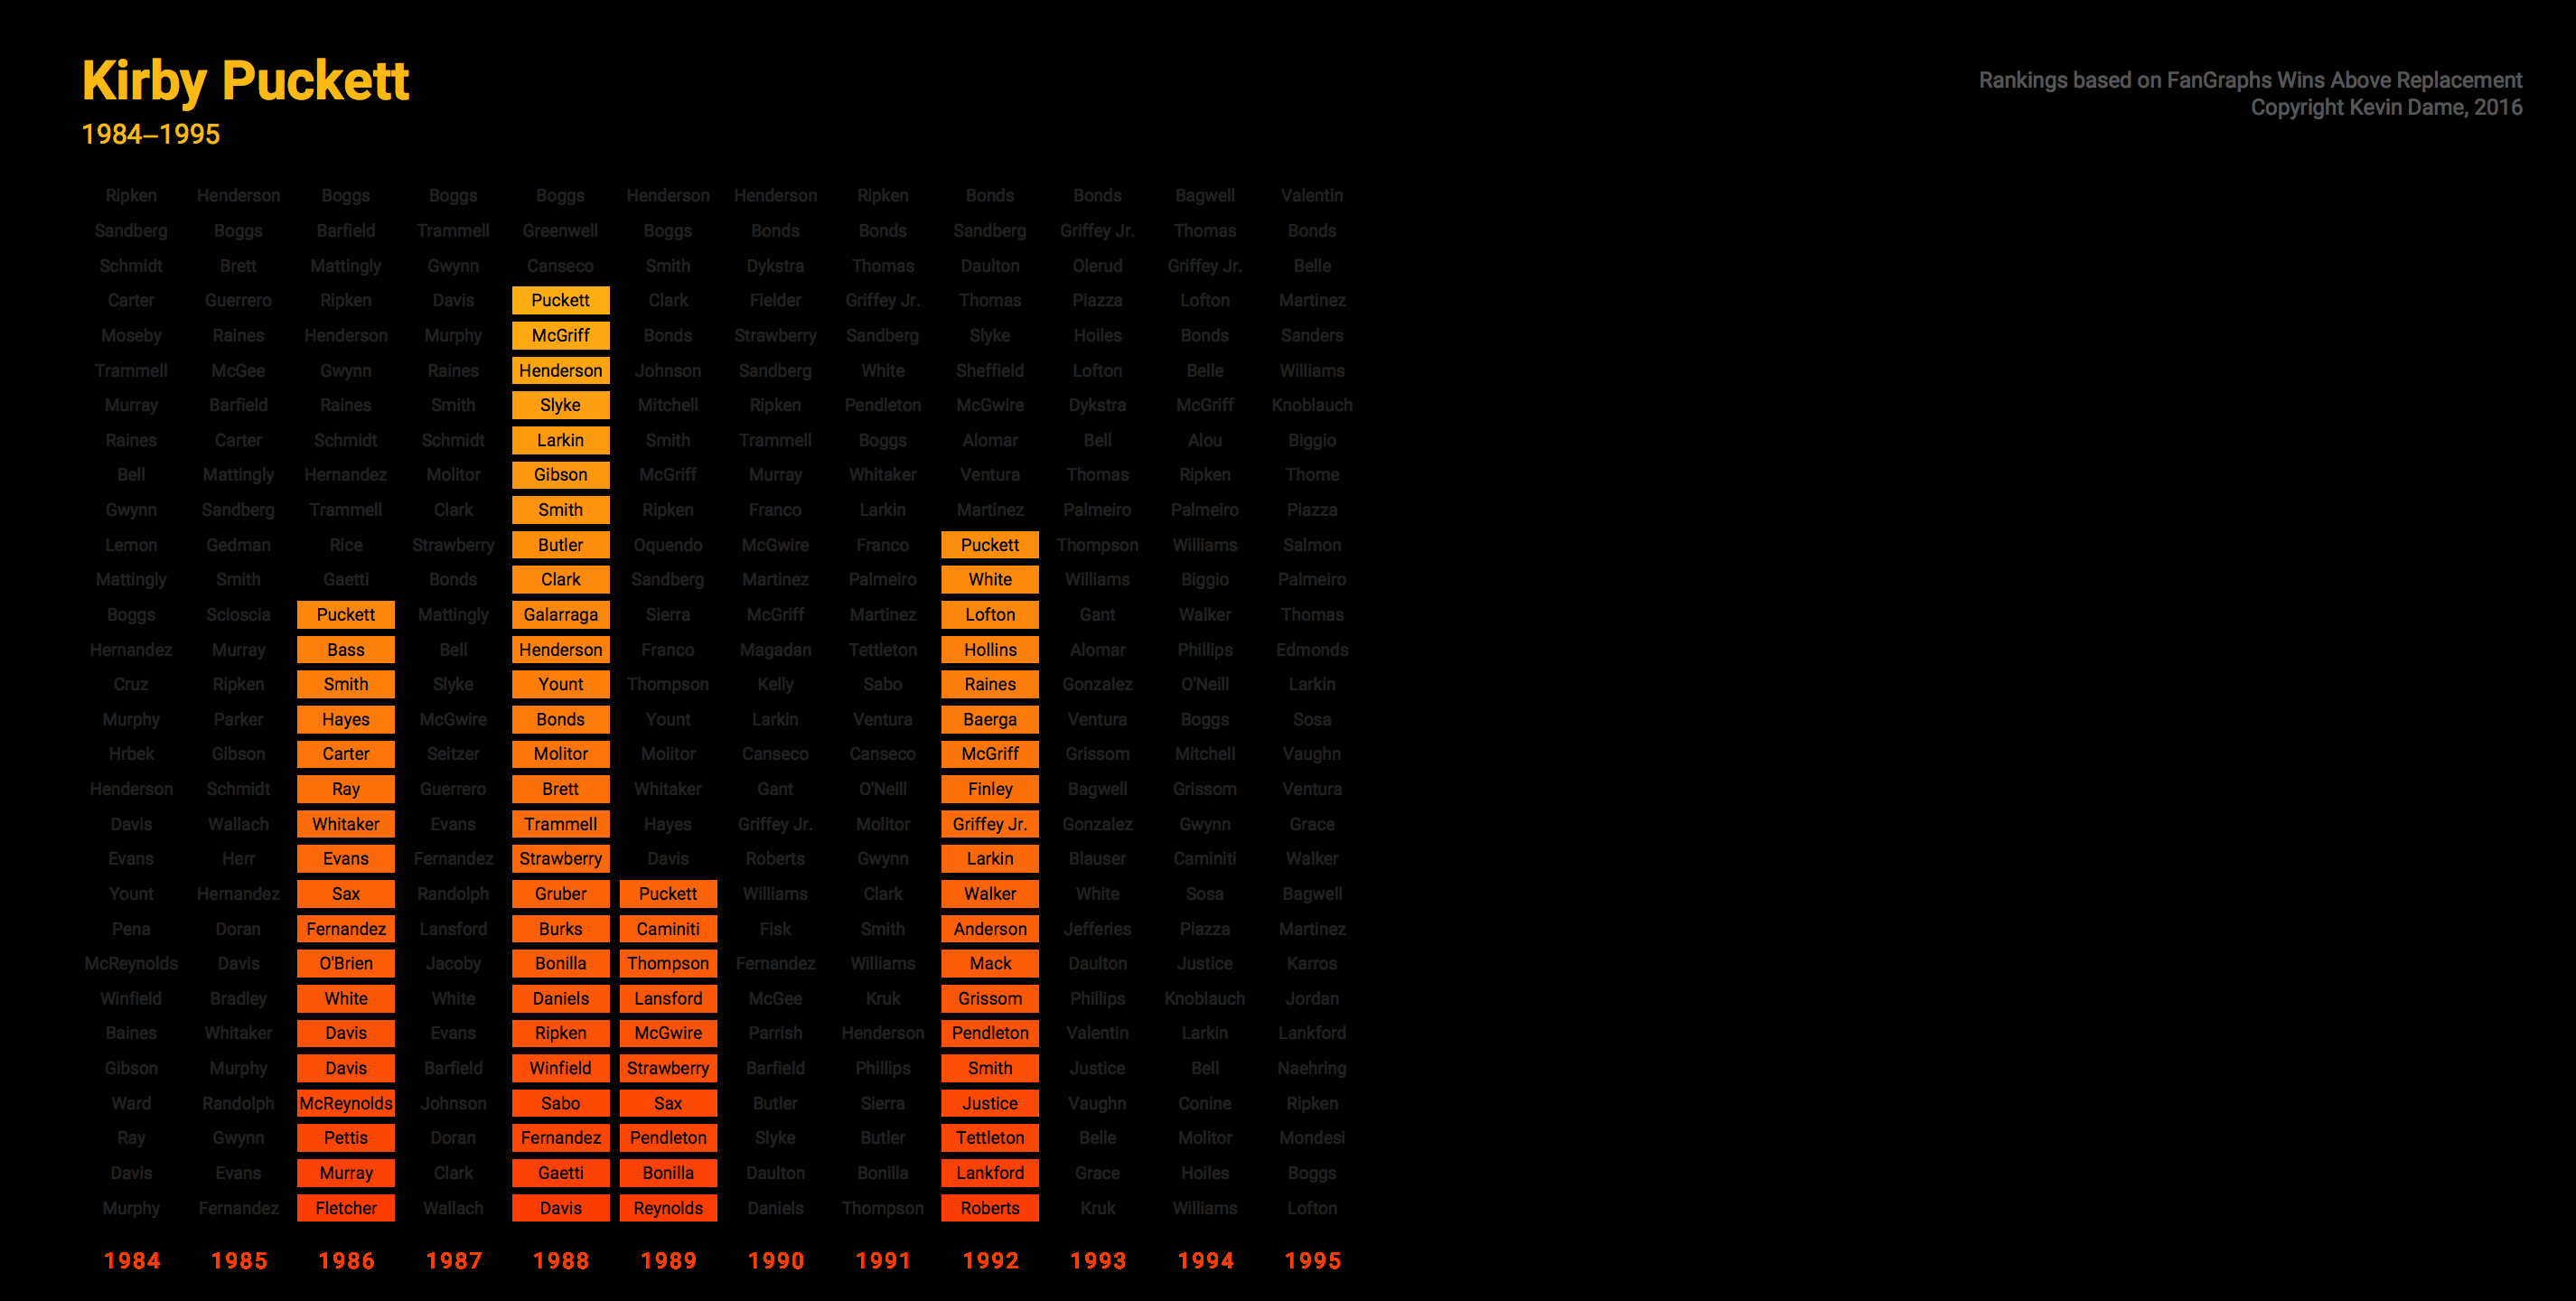 Kirby Puckett
1984–1995
Rankings based on FanGraphs Wins Above Replacement
Copyright Kevin Dame, 2016
Ripken Henderson Boggs Boggs Boggs Henderson Henderson Ripken Bonds Bonds Bagwell Valentin
Sandberg Boggs Barfield Trammell Greenwell Boggs Bonds Bonds Sandberg Griffey Jr. Thomas Bonds
Schmidt Brett Mattingly Gwynn Canseco Smith Dykstra Thomas Daulton Olerud Griffey Jr. Belle
Carter Guerrero Ripken Davis Puckett Clark Fielder Griffey Jr. Thomas Piazza Lofton Martinez
Moseby Raines Henderson Murphy McGriff Bonds Strawberry Sandberg Slyke Hoiles Bonds Sanders
Trammell McGee Gwynn Raines Henderson Johnson Sandberg White Sheffield Lofton Belle Williams
Murray Barfield Raines Smith Slyke Mitchell Ripken Pendleton McGwire Dykstra McGriff Knoblauch
Raines Carter Schmidt Schmidt Larkin Smith Trammell Boggs Alomar Bell Alou Biggio
Bell Mattingly Hernandez Molitor Gibson McGriff Murray Whitaker Ventura Thomas Ripken Thome
Gwynn Sandberg Trammell Clark Smith Ripken Franco Larkin Martinez Palmeiro Palmeiro Piazza
Lemon Gedman Rice Strawberry Butler Oquendo McGwire Franco Puckett Thompson Williams Salmon
Mattingly Smith Gaetti Bonds Clark Sandberg Martinez Palmeiro White Williams Biggio Palmeiro
Boggs Scioscia Puckett Mattingly Galarraga Sierra McGriff Martinez Lofton Gant Walker Thomas
Hernandez Murray Bass Bell Henderson Franco Magadan Tettleton Hollins Alomar Phillips Edmonds
Cruz Ripken Smith Slyke Yount Thompson Kelly Sabo Raines Gonzalez O'Neill Larkin
Murphy Parker Hayes McGwire Bonds Yount Larkin Ventura Baerga Ventura Boggs Sosa
Hrbek Gibson Carter Seitzer Molitor Molitor Canseco Canseco McGriff Grissom Mitchell Vaughn
Henderson Schmidt Ray Guerrero Brett Whitaker Gant O'Neill Finley Bagwell Grissom Ventura
Davis Wallach Whitaker Evans Trammell Hayes Griffey Jr. Molitor Griffey Jr. Gonzalez Gwynn Grace
Evans Herr Evans Fernandez Strawberry Davis Roberts Gwynn Larkin Blauser Caminiti Walker
Yount Hernandez Sax Randolph Gruber Puckett Williams Clark Walker White Sosa Bagwell
Pena Doran Fernandez Lansford Burks Caminiti Fisk Smith Anderson Jefferies Piazza Martinez
McReynolds Davis O'Brien Jacoby Bonilla Thompson Fernandez Williams Mack Daulton Justice Karros
Winfield Bradley White White Daniels Lansford McGee Kruk Grissom Phillips Knoblauch Jordan
Baines Whitaker Davis Evans Ripken McGwire Parrish Henderson Pendleton Valentin Larkin Lankford
Gibson Murphy Davis Barfield Winfield Strawberry Barfield Phillips Smith Justice Bell Naehring
Ward Randolph McReynolds Johnson Sabo Sax Butler Sierra Justice Vaughn Conine Ripken
Ray Gwynn Pettis Doran Fernandez Pendleton Slyke Butler Tettleton Belle Molitor Mondesi
Davis Evans Murray Clark Gaetti Bonilla Daulton Bonilla Lankford Grace Hoiles Boggs
Murphy Fernandez Fletcher Wallach Davis Reynolds Daniels Thompson Roberts Kruk Williams Lofton
1984 1985 1986 1987 1988 1989 1990 1991 1992 1993 1994 1995